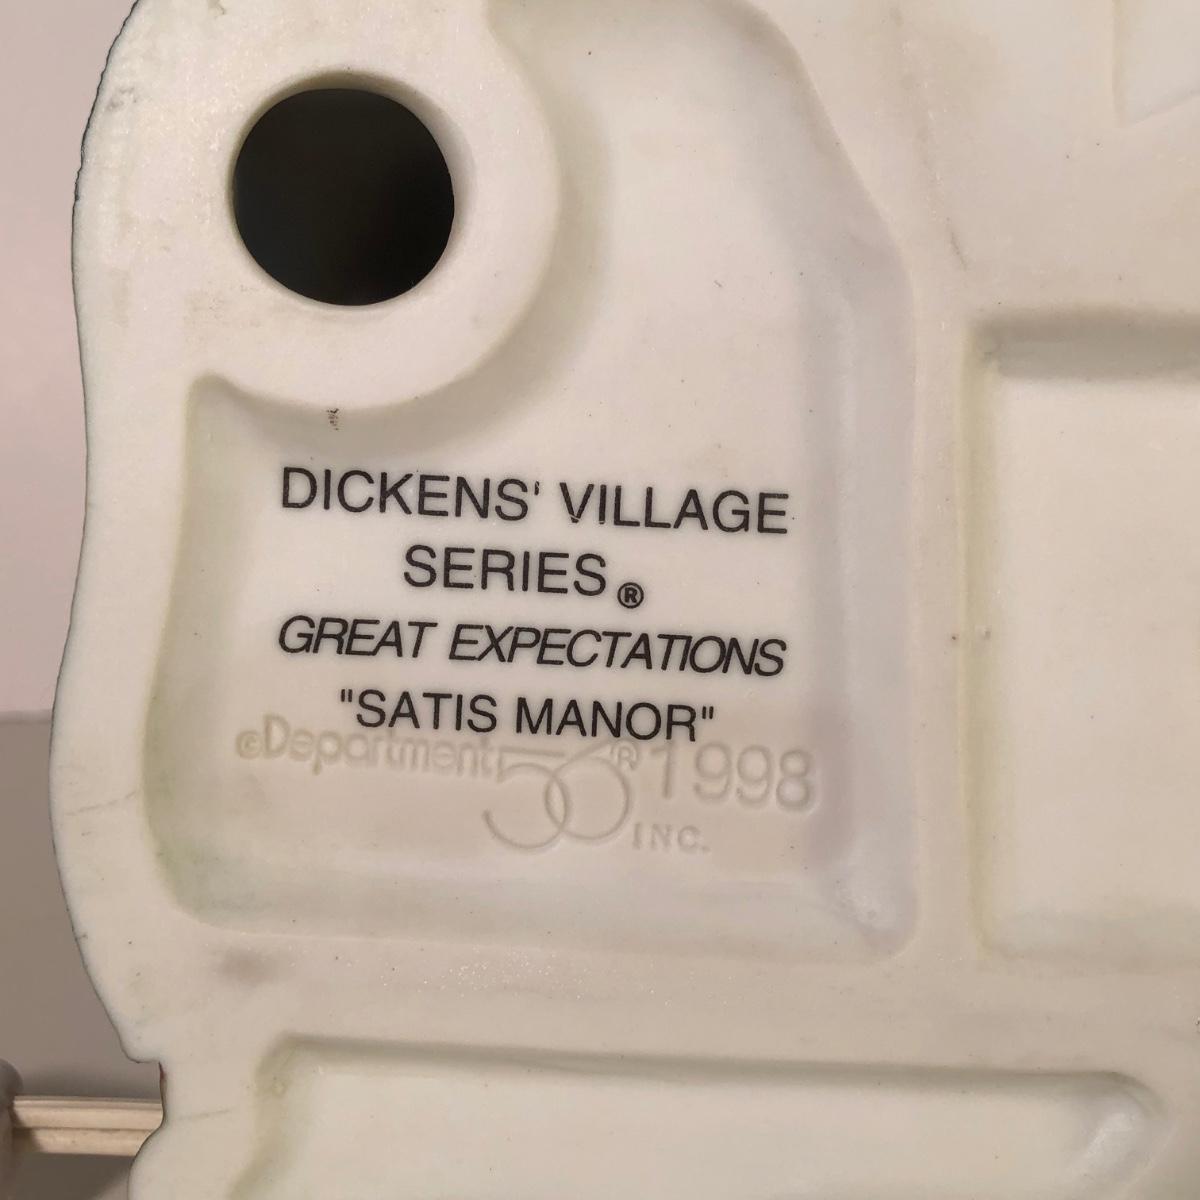 DICKENS' VILLAGE
SERIES®
GREAT EXPECTATIONS
"SATIS MANOR"
©Department 56® 1998
INC.